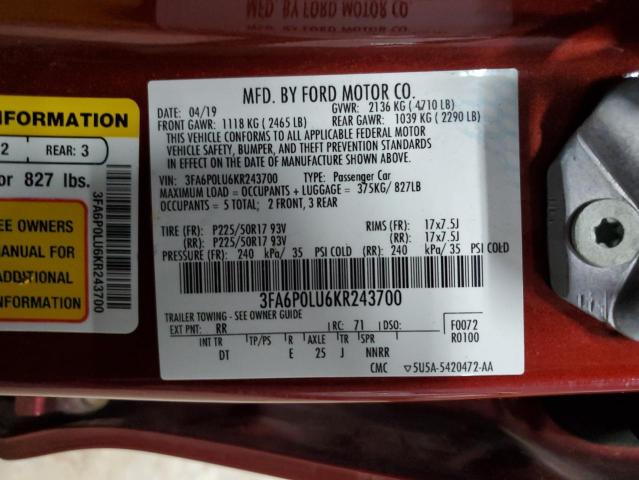 MFD. BY FORD MOTOR CO.
NFORMATION
2 REAR: 3
or 827 lbs.
EE OWNERS
MANUAL FOR
ADDITIONAL
INFORMATION
3FA6P0LU6KR243700
MFD. BY FORD MOTOR CO.
DATE: 04/19 GVWR: 2136 KG ( 4710 LB)
FRONT GAWR: 1118 KG ( 2465 LB) REAR GAWR: 1039 KG ( 2290 LB)
THIS VEHICLE CONFORMS TO ALL APPLICABLE FEDERAL MOTOR
VEHICLE SAFETY, BUMPER, AND THEFT PREVENTION STANDARDS
IN EFFECT ON THE DATE OF MANUFACTURE SHOWN ABOVE.
VIN: 3FA6P0LU6KR243700 TYPE: Passenger Car
MAXIMUM LOAD = OCCUPANTS + LUGGAGE = 375KG/ 827LB
OCCUPANTS = 5 TOTAL; 2 FRONT, 3 REAR
TIRE (FR): P225/50R17 93V RIMS (FR): 17x7.5J
(RR): P225/50R17 93V (RR): 17x7.5J
PRESSURE (FR): 240 kPa/ 35 PSI COLD (RR): 240 kPa/ 35 PSI COLD
3FA6P0LU6KR243700
TRAILER TOWING - SEE OWNER GUIDE
EXT PNT: RR RC: 71 DSO: F0072
INT TR TP/PS R AXLE TR SPR R0100
DT E 25 J NNRR
CMC ▽5U5A-5420472-AA